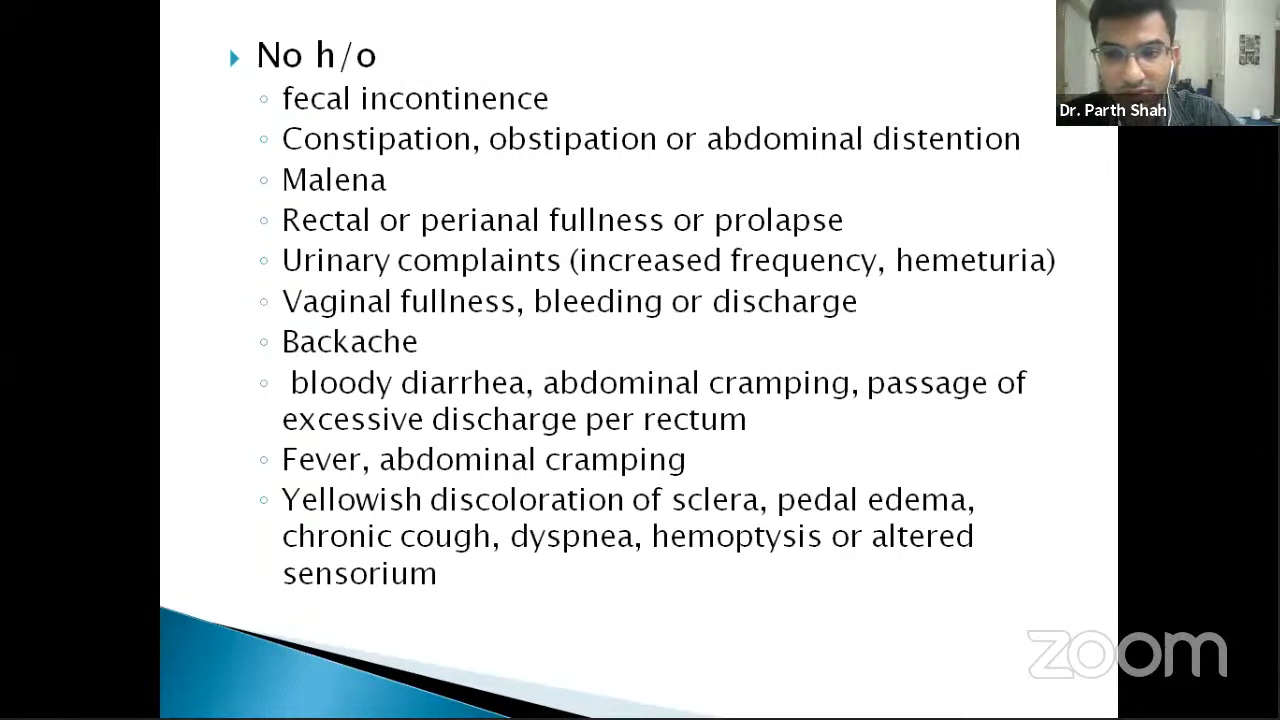 No h/o
fecal incontinence
Constipation, obstipation or abdominal distention
Malena
Rectal or perianal fullness or prolapse
Urinary complaints (increased frequency, hemeturia)
Vaginal fullness, bleeding or discharge
Backache
bloody diarrhea, abdominal cramping, passage of
excessive discharge per rectum
Fever, abdominal cramping
Yellowish discoloration of sclera, pedal edema,
chronic cough, dyspnea, hemoptysis or altered
sensorium
Dr. Parth Shah
zoom